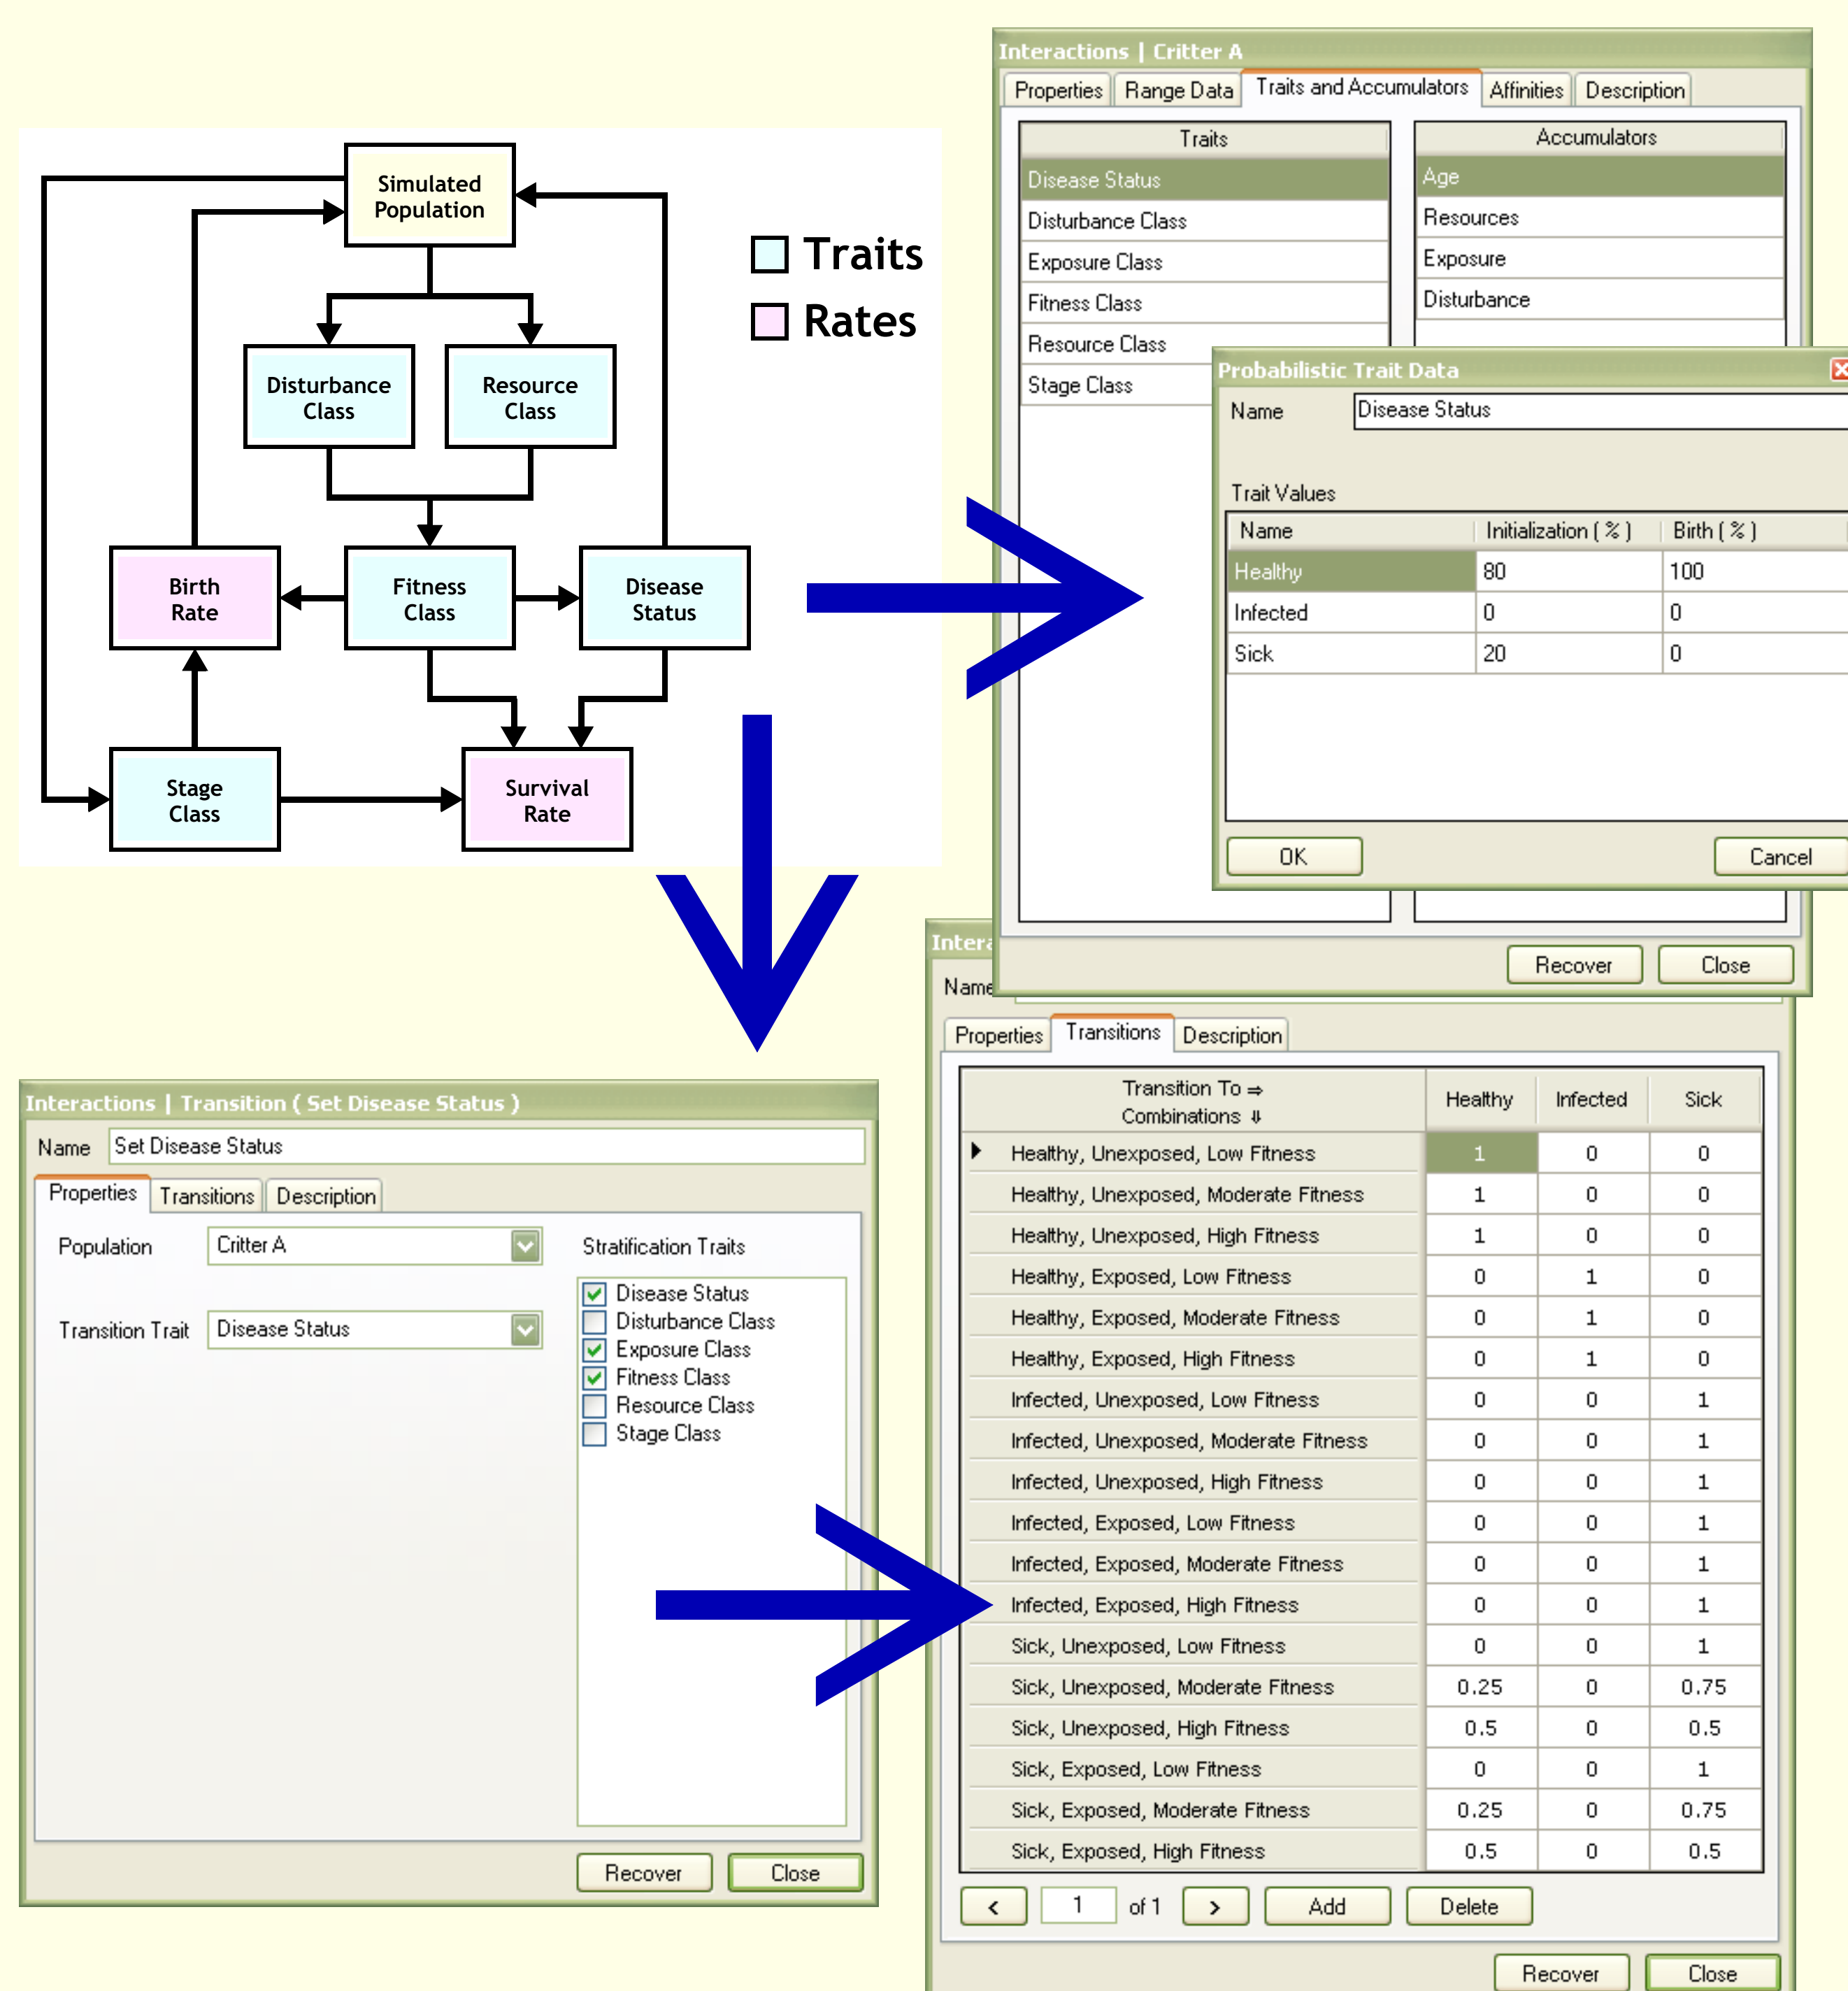 Simulated
Population
Traits
Rates
Disturbance
Class
Resource
Class
Birth
Rate
Fitness
Class
Disease
Status
Stage
Class
Survival
Rate
Interactions | Critter A
Properties Range Data Traits and Accumulators Affinities Description
Traits
Disease Status
Disturbance Class
Exposure Class
Fitness Class
Resource Class
Stage Class
Accumulators
Age
Resources
Exposure
Disturbance
Probabilistic Trait Data
Name Disease Status
Trait Values
Name Initialization ( % ) Birth ( % )
Healthy 80 100
Infected 0 0
Sick 20 0
OK Cancel
Recover Close
Interactions | Transition ( Set Disease Status )
Name Set Disease Status
Properties Transitions Description
Population Critter A
Transition Trait Disease Status
Stratification Traits
Disease Status
Disturbance Class
Exposure Class
Fitness Class
Resource Class
Stage Class
Recover Close
Name
Properties Transitions Description
Transition To ⇒
Combinations ⇓
Healthy Infected Sick
Healthy, Unexposed, Low Fitness 1 0 0
Healthy, Unexposed, Moderate Fitness 1 0 0
Healthy, Unexposed, High Fitness 1 0 0
Healthy, Exposed, Low Fitness 0 1 0
Healthy, Exposed, Moderate Fitness 0 1 0
Healthy, Exposed, High Fitness 0 1 0
Infected, Unexposed, Low Fitness 0 0 1
Infected, Unexposed, Moderate Fitness 0 0 1
Infected, Unexposed, High Fitness 0 0 1
Infected, Exposed, Low Fitness 0 0 1
Infected, Exposed, Moderate Fitness 0 0 1
Infected, Exposed, High Fitness 0 0 1
Sick, Unexposed, Low Fitness 0 0 1
Sick, Unexposed, Moderate Fitness 0.25 0 0.75
Sick, Unexposed, High Fitness 0.5 0 0.5
Sick, Exposed, Low Fitness 0 0 1
Sick, Exposed, Moderate Fitness 0.25 0 0.75
Sick, Exposed, High Fitness 0.5 0 0.5
< 1 of 1 > Add Delete
Recover Close